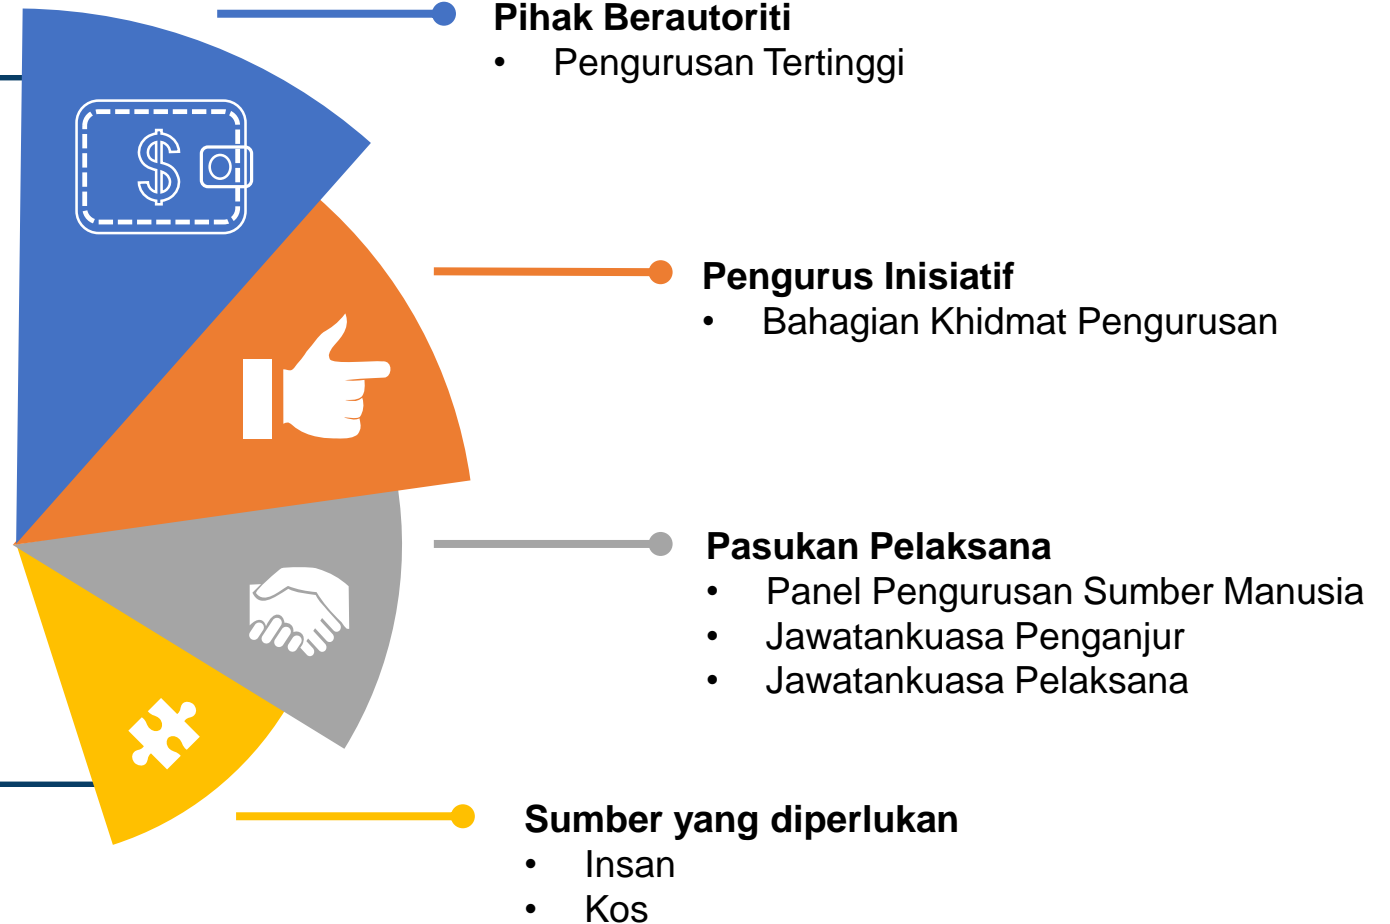 Pihak Berautoriti
• Pengurusan Tertinggi
$
Pengurus Inisiatif
• Bahagian Khidmat Pengurusan
Pasukan Pelaksana
• Panel Pengurusan Sumber Manusia
• Jawatankuasa Penganjur
• Jawatankuasa Pelaksana
Sumber yang diperlukan
• Insan
• Kos